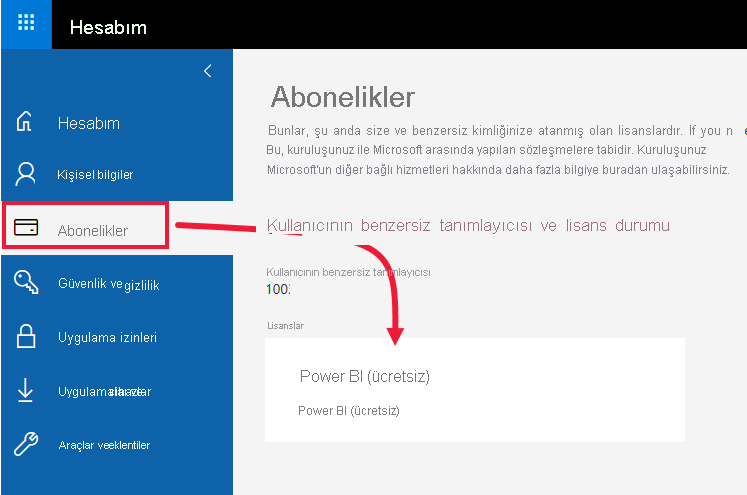 Hesabım
Hesabım
Kişisel bilgiler
Abonelikler
Güvenlik ve gizlilik
Uygulama izinleri
Araçlar ve eklentiler
Abonelikler
Bunlar, şu anda size ve benzersiz kimliğinize atanmış olan lisanslardır. If you n
Bu, kuruluşunuz ile Microsoft arasında yapılan sözleşmelere tabidir. Kuruluşunuz
Microsoft'un diğer bağlı hizmetleri hakkında daha fazla bilgiye buradan ulaşabilirsiniz.
Kullanıcının benzersiz tanımlayıcısı ve lisans durumu
Kullanıcının benzersiz tanımlayıcısı
100
Lisanslar
Power BI (ücretsiz)
Power BI (ücretsiz)